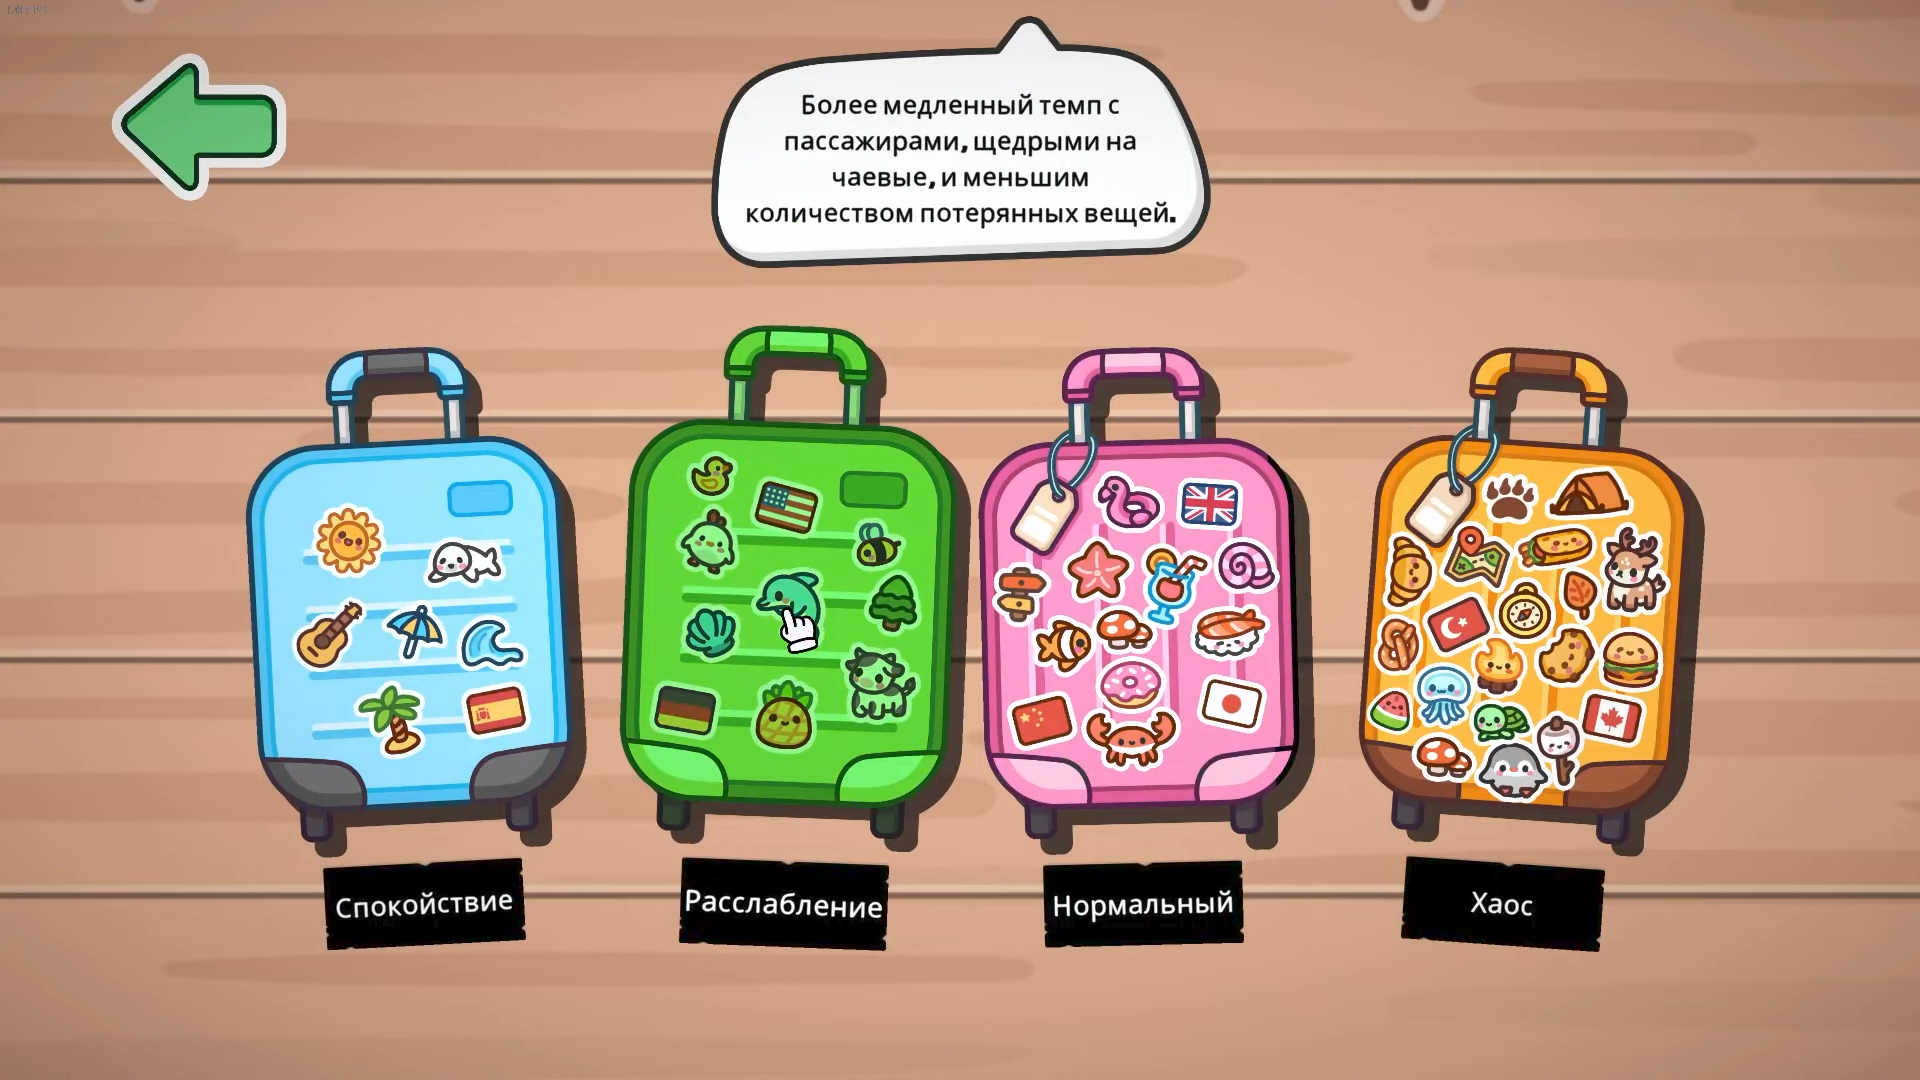 Более медленный темп с
пассажирами, щедрыми на
чаевые, и меньшим
количеством потерянных вещей.
Спокойствие
Расслабление
Нормальный
Хаос